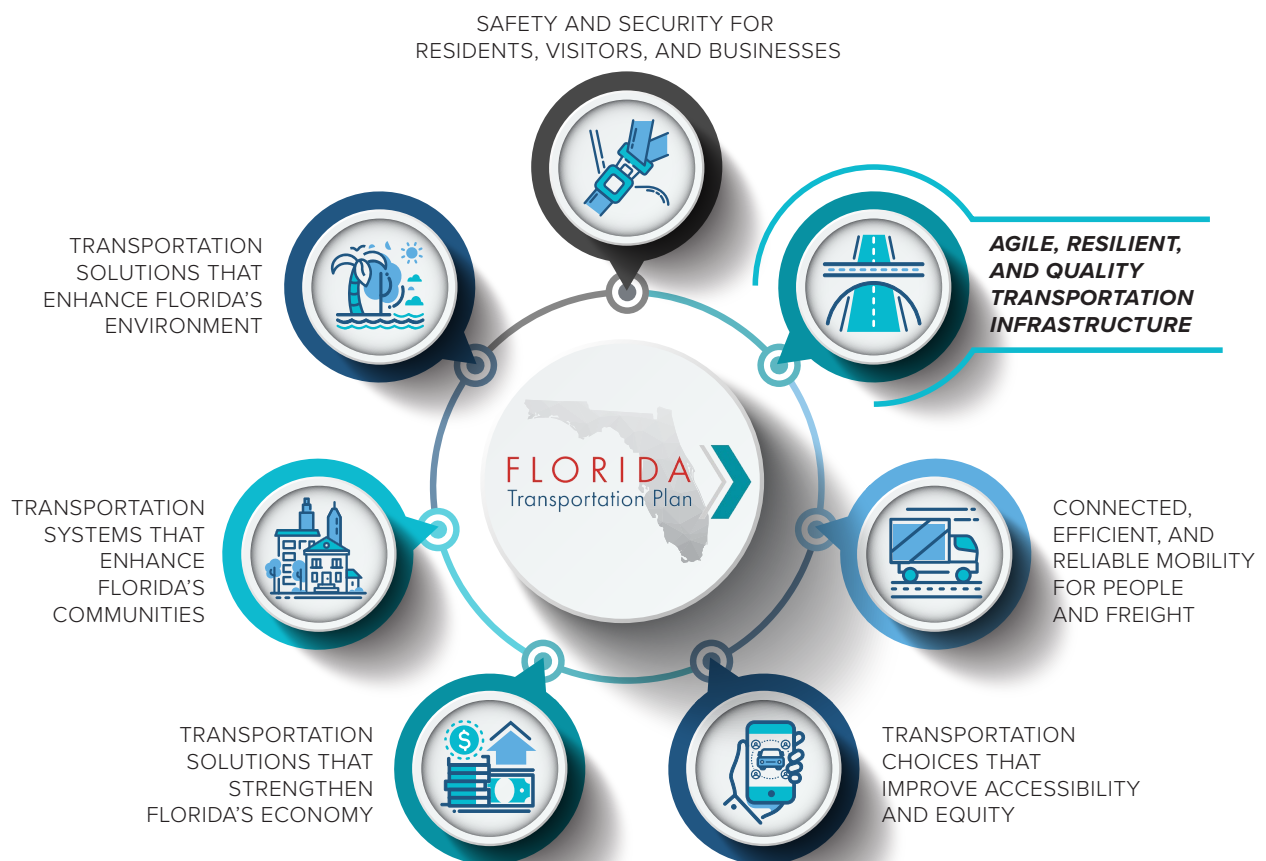 SAFETY AND SECURITY FOR
RESIDENTS, VISITORS, AND BUSINESSES
AGILE, RESILIENT,
AND QUALITY
TRANSPORTATION
INFRASTRUCTURE
CONNECTED,
EFFICIENT, AND
RELIABLE MOBILITY
FOR PEOPLE
AND FREIGHT
TRANSPORTATION
CHOICES THAT
IMPROVE ACCESSIBILITY
AND EQUITY
TRANSPORTATION
SOLUTIONS THAT
STRENGTHEN
FLORIDA'S ECONOMY
$
TRANSPORTATION
SYSTEMS THAT
ENHANCE
FLORIDA'S
COMMUNITIES
TRANSPORTATION
SOLUTIONS THAT
ENHANCE FLORIDA'S
ENVIRONMENT
FLORIDA
Transportation Plan